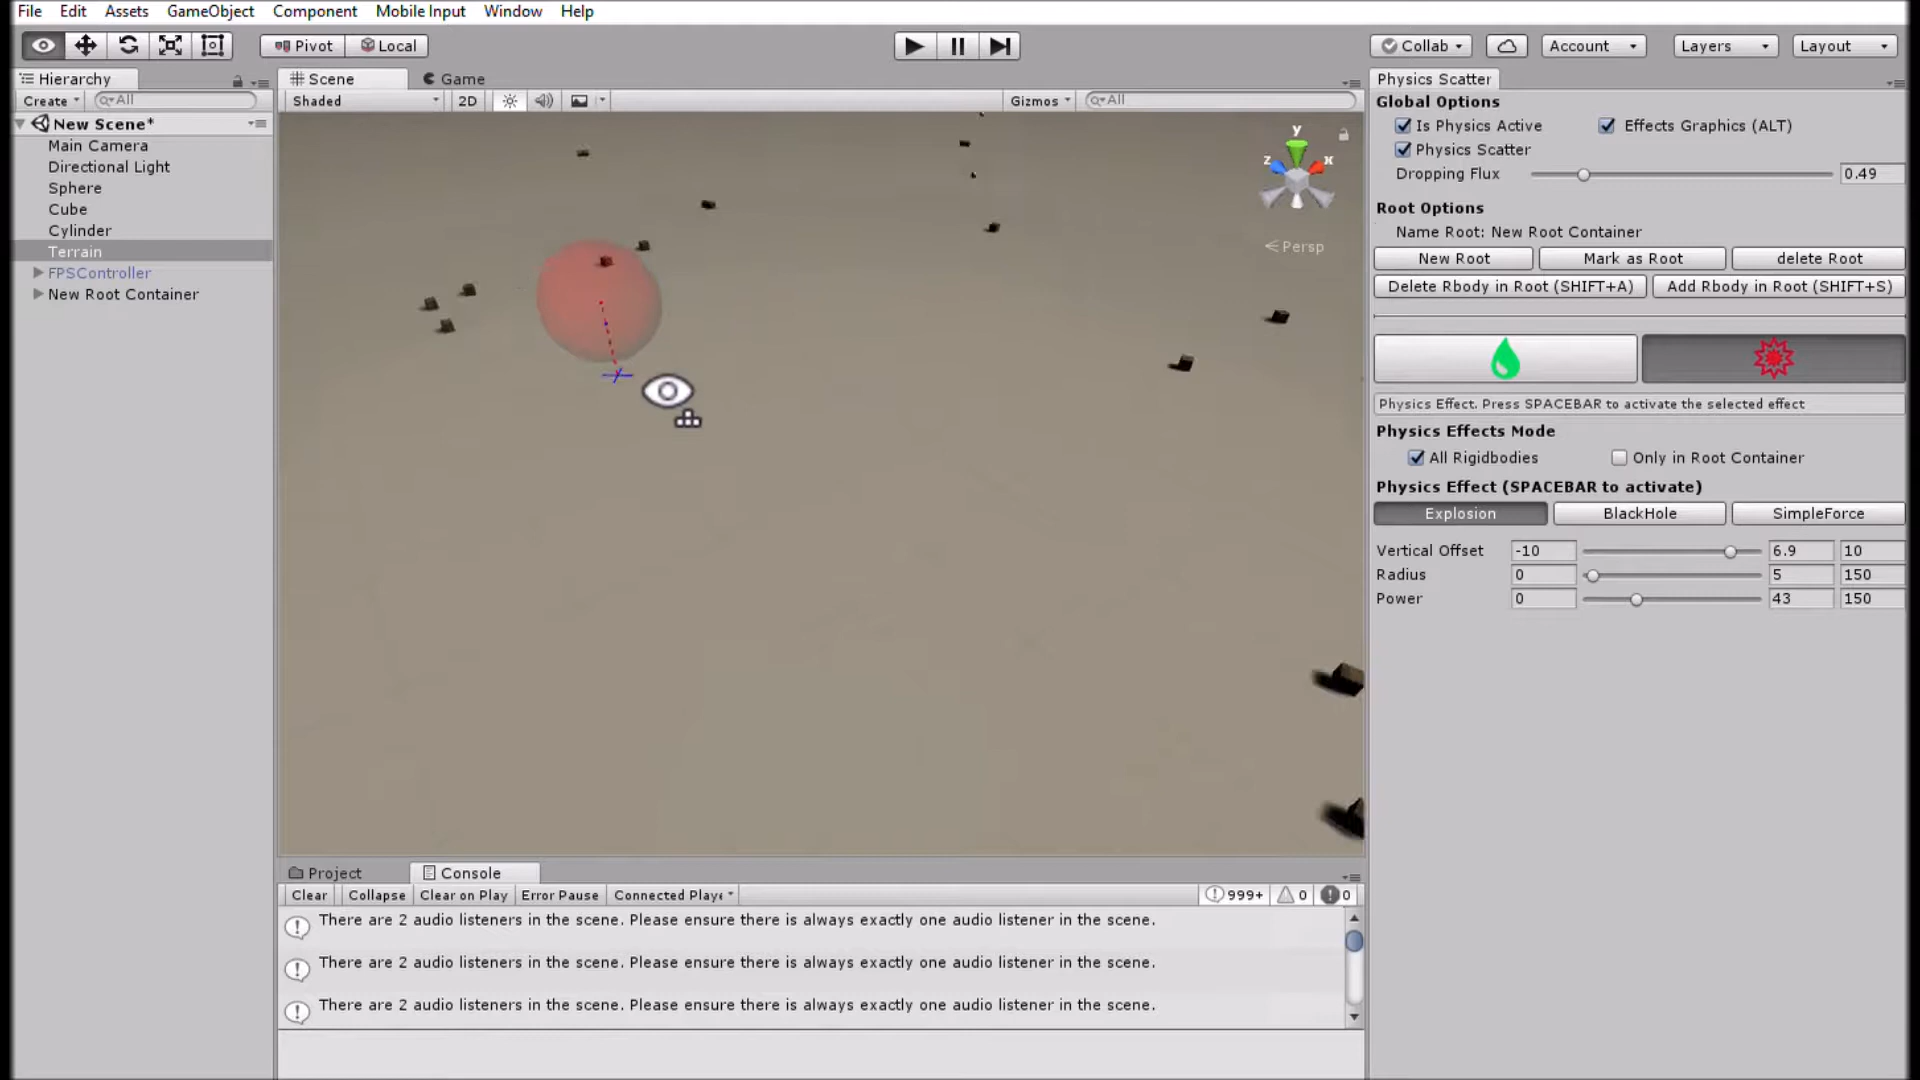 File Edit Assets GameObject Component Mobile Input Window Help
Pivot Local Collab Account Layers Layout
Hierarchy
Create All
New Scene*
Main Camera
Directional Light
Sphere
Cube
Cylinder
Terrain
FPSController
New Root Container
Scene Game
Shaded 2D Gizmos All
y
z x
Persp
Project Console
Clear Collapse Clear on Play Error Pause Connected Playe 999+ 0 0
There are 2 audio listeners in the scene. Please ensure there is always exactly one audio listener in the scene.
There are 2 audio listeners in the scene. Please ensure there is always exactly one audio listener in the scene.
There are 2 audio listeners in the scene. Please ensure there is always exactly one audio listener in the scene.
Physics Scatter
Global Options
Is Physics Active Effects Graphics (ALT)
Physics Scatter
Dropping Flux 0.49
Root Options
Name Root: New Root Container
New Root Mark as Root delete Root
Delete Rbody in Root (SHIFT+A) Add Rbody in Root (SHIFT+S)
Physics Effect. Press SPACEBAR to activate the selected effect
Physics Effects Mode
All Rigidbodies Only in Root Container
Physics Effect (SPACEBAR to activate)
Explosion BlackHole SimpleForce
Vertical Offset -10 6.9 10
Radius 0 5 150
Power 0 43 150